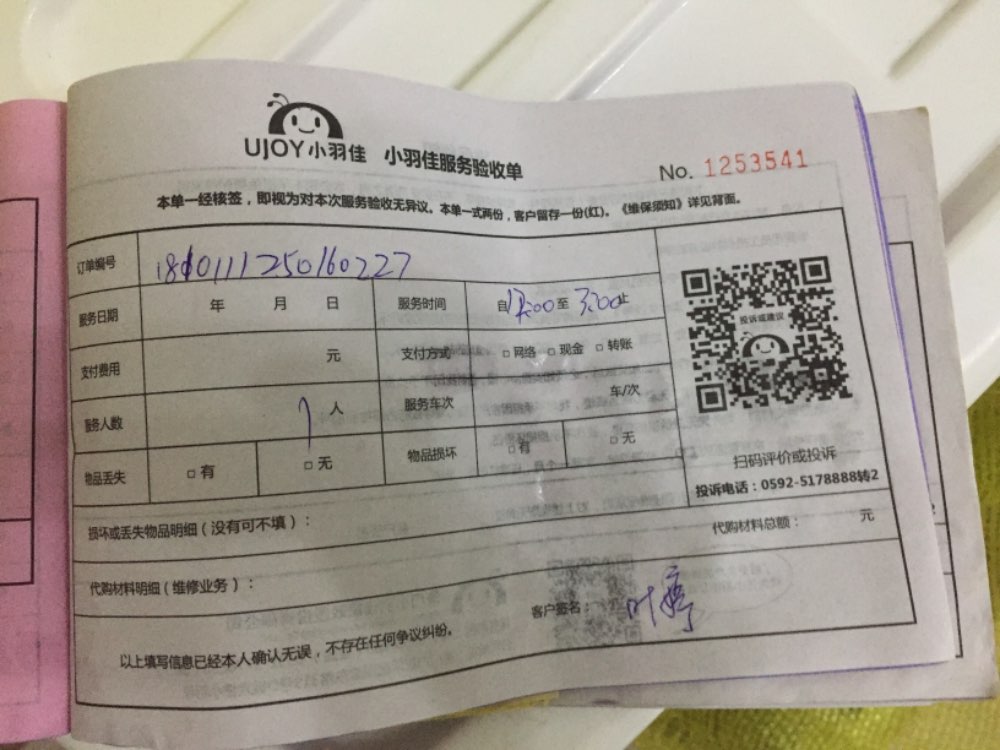 UJOY小羽佳 小羽佳服务验收单
No. 1253541
本单一经核签，即视为对本次服务验收无异议。本单一式两份，客户留存一份(红)。《维保须知》详见背面。
订单编号
服务日期 年 月 日 服务时间 自 至 3:00止
支付费用 元 支付方式 □网络 □现金 □转账
服务人数 1人 服务车次 车/次
物品丢失 □有 □无 物品损坏 □有 □无
投诉或建议
扫码评价或投诉
投诉电话：0592-5178888转2
损坏或丢失物品明细（没有可不填）：
代购材料总额： 元
代购材料明细（维修业务）：
客户签名：叶婷
以上填写信息已经本人确认无误，不存在任何争议纠纷。